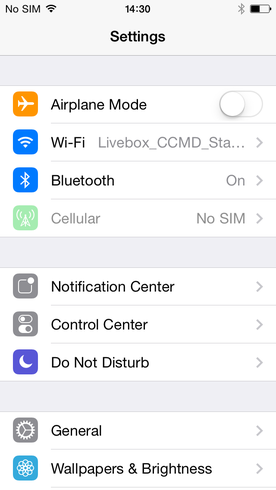 No SIM 14:30
Settings
Airplane Mode
Wi-Fi Livebox_CCMD_Sta...
Bluetooth On
Cellular No SIM
Notification Center
Control Center
Do Not Disturb
General
Wallpapers & Brightness